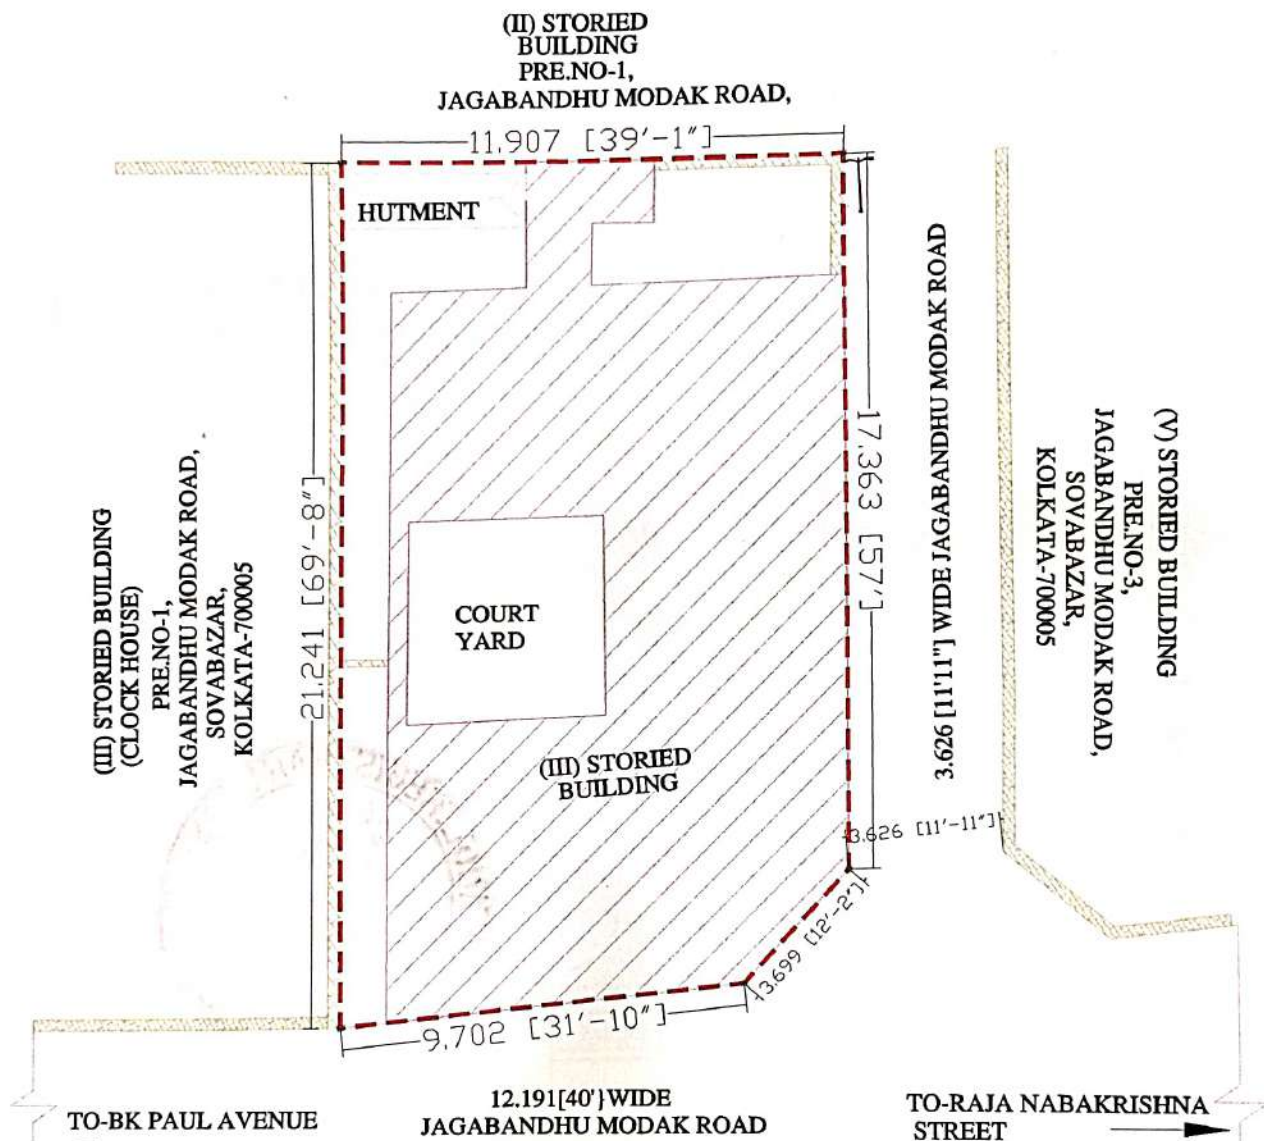 (II) STORIED
BUILDING
PRE.NO-1,
JAGABANDHU MODAK ROAD,
11.907 [39'-1"]
HUTMENT
(III) STORIED BUILDING
(CLOCK HOUSE)
PRE.NO-1,
JAGABANDHU MODAK ROAD,
SOVABAZAR,
KOLKATA-700005
21.241 [69'-8"]
COURT
YARD
(III) STORIED
BUILDING
17.363 [57']
3.626 [11'11"] WIDE JAGABANDHU MODAK ROAD
(V) STORIED BUILDING
PRE.NO-3,
JAGABANDHU MODAK ROAD,
SOVABAZAR,
KOLKATA-700005
3.626 [11'-11"]
3.699 [12'-2"]
9.702 [31'-10"]
12.191[40'}WIDE
JAGABANDHU MODAK ROAD
TO-BK PAUL AVENUE
TO-RAJA NABAKRISHNA
STREET